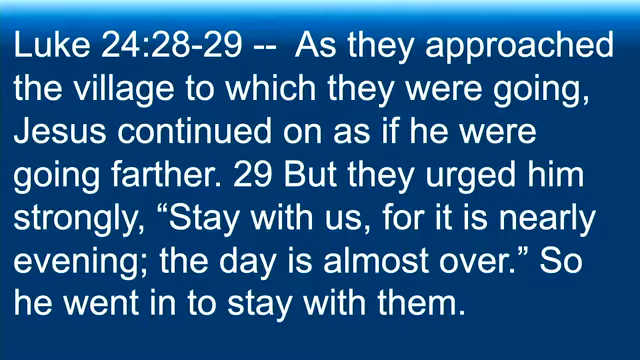 Luke 24:28-29 --  As they approached
the village to which they were going,
Jesus continued on as if he were
going farther. 29 But they urged him
strongly, “Stay with us, for it is nearly
evening; the day is almost over.” So
he went in to stay with them.